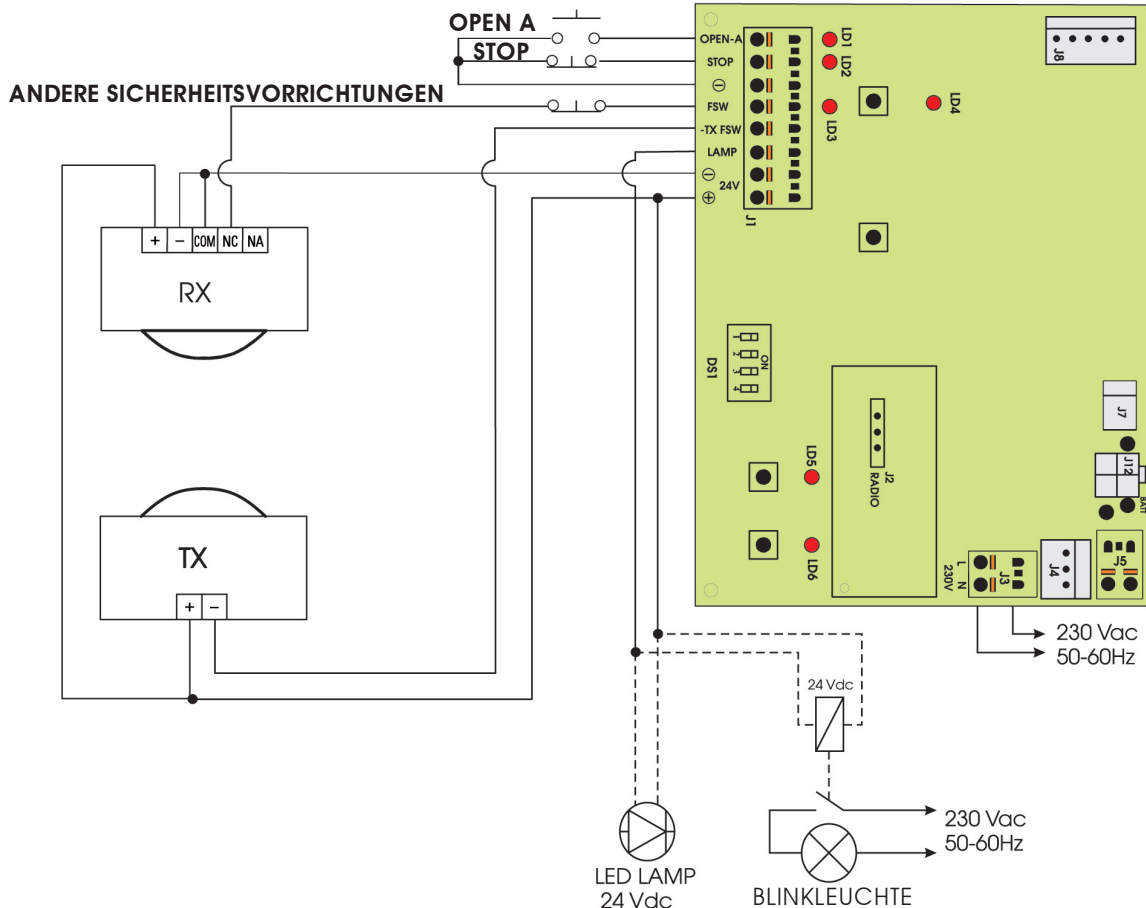 OPEN A
STOP
ANDERE SICHERHEITSVORRICHTUNGEN
OPEN-A
STOP
⊖
FSW
-TX FSW
LAMP
⊖
24V
⊕
J1
LD1
LD2
LD3
LD4
J8
+ − COM NC NA
RX
TX
+ −
DS1
1
2
3
4
ON
LD5
LD6
J2
RADIO
J7
J12
BATT
L
N
230V
J3
J4
J5
230 Vac
50-60Hz
24 Vdc
230 Vac
50-60Hz
LED LAMP
24 Vdc
BLINKLEUCHTE